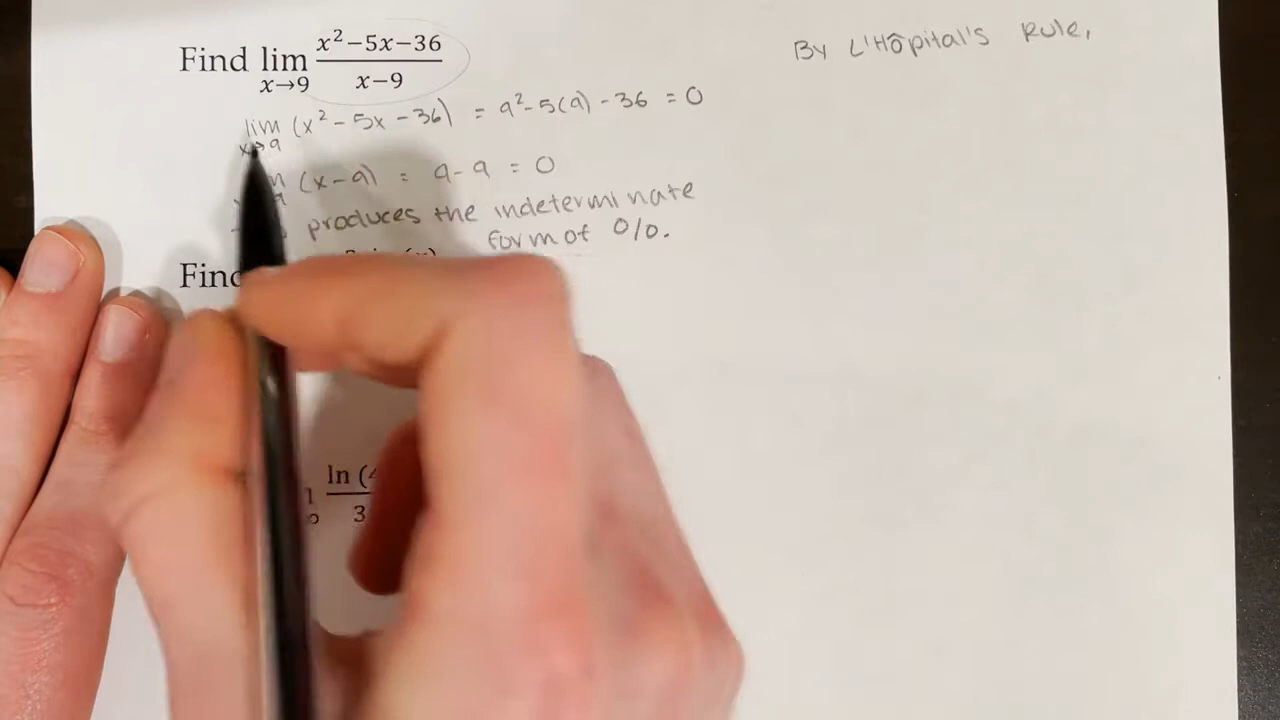 Find lim x²−5x−36 / x−9
x→9
By L'Hôpital's Rule,
lim (x² - 5x - 36) = 9² - 5(9) - 36 = 0
x→9
(x - 9) = 9 - 9 = 0
produces the indeterminate
form of 0/0.
Find
ln (4
3